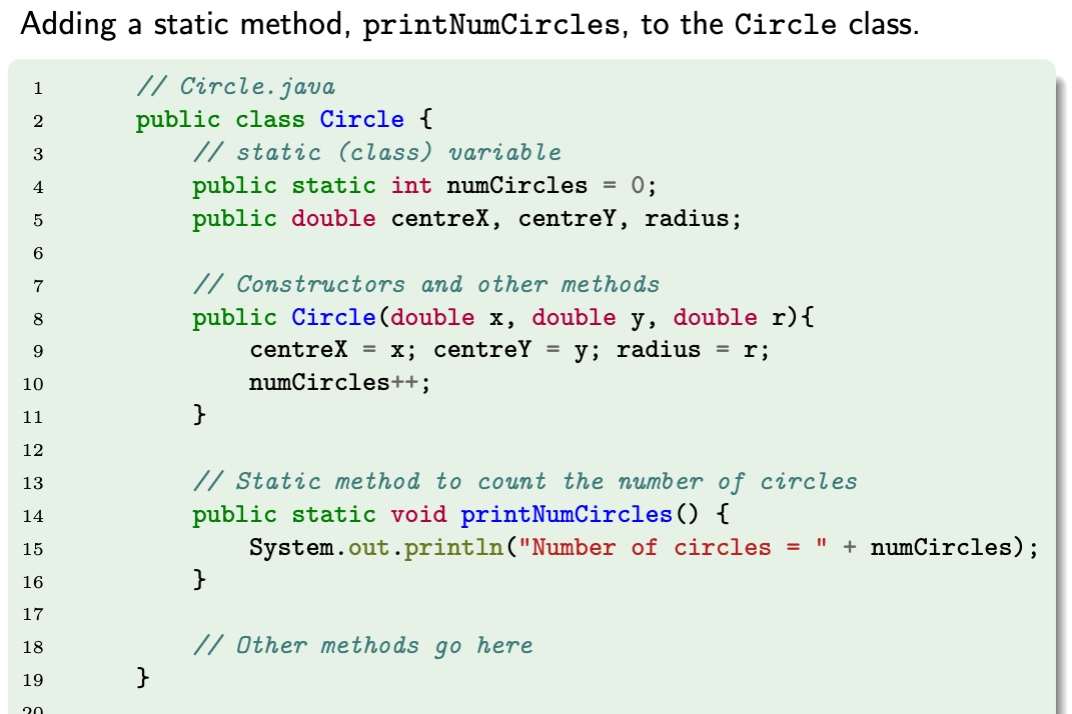 Adding a static method, printNumCircles, to the Circle class.
1 // Circle.java
2 public class Circle {
3 // static (class) variable
4 public static int numCircles = 0;
5 public double centreX, centreY, radius;
6
7 // Constructors and other methods
8 public Circle(double x, double y, double r){
9 centreX = x; centreY = y; radius = r;
10 numCircles++;
11 }
12
13 // Static method to count the number of circles
14 public static void printNumCircles() {
15 System.out.println("Number of circles = " + numCircles);
16 }
17
18 // Other methods go here
19 }
20